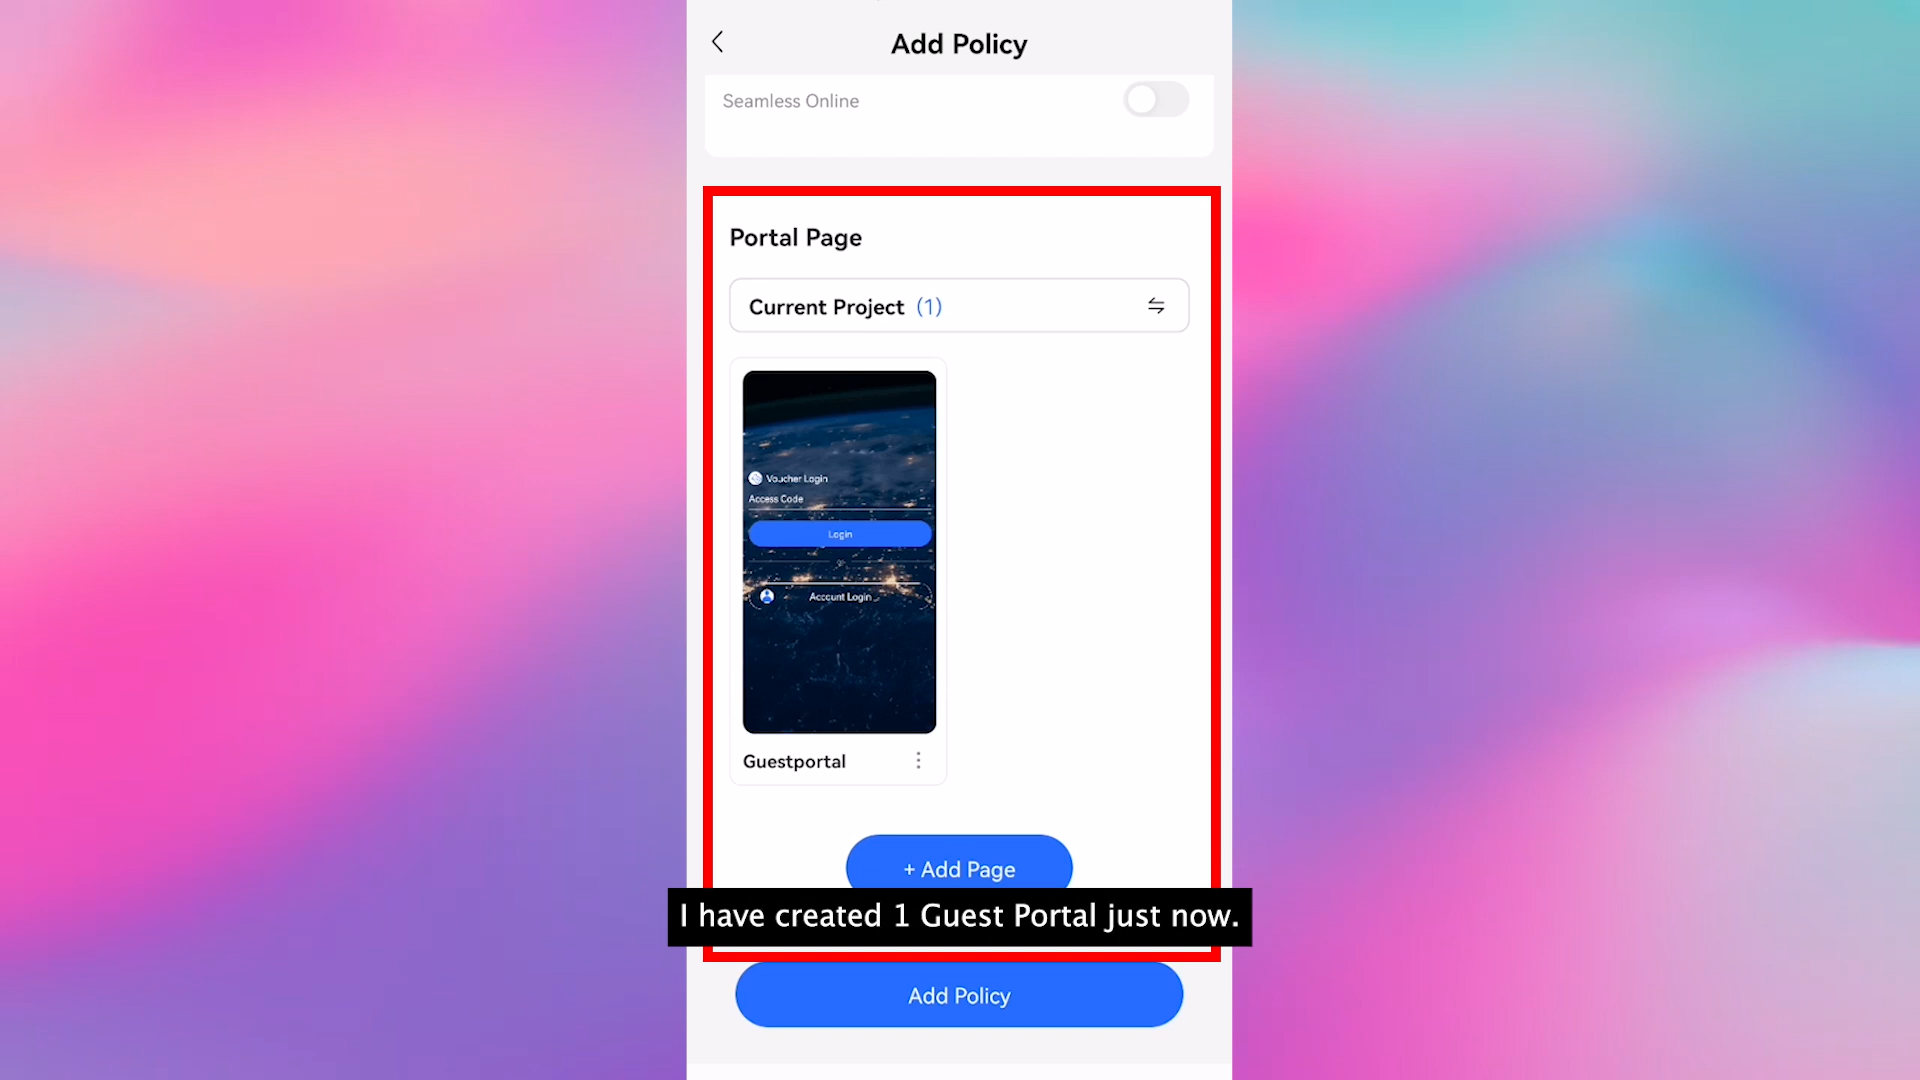 Add Policy
Seamless Online
Portal Page
Current Project (1)
Voucher Login
Access Code
Login
Account Login
Guestportal
+ Add Page
I have created 1 Guest Portal just now.
Add Policy